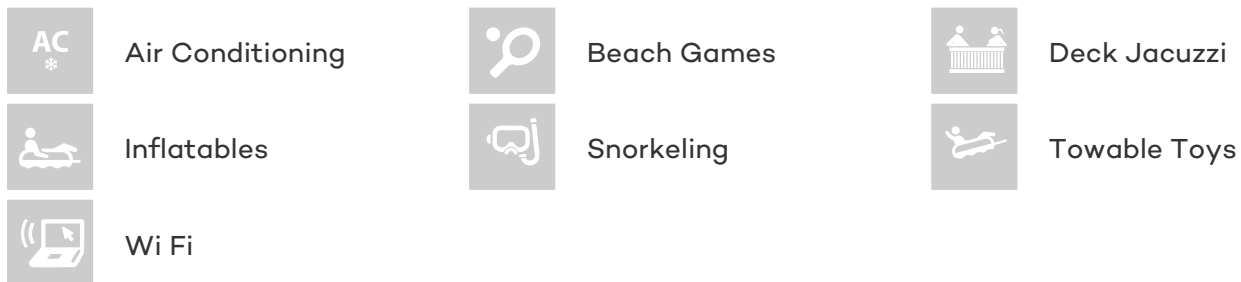 AC
Air Conditioning
Beach Games
Deck Jacuzzi
Inflatables
Snorkeling
Towable Toys
Wi Fi